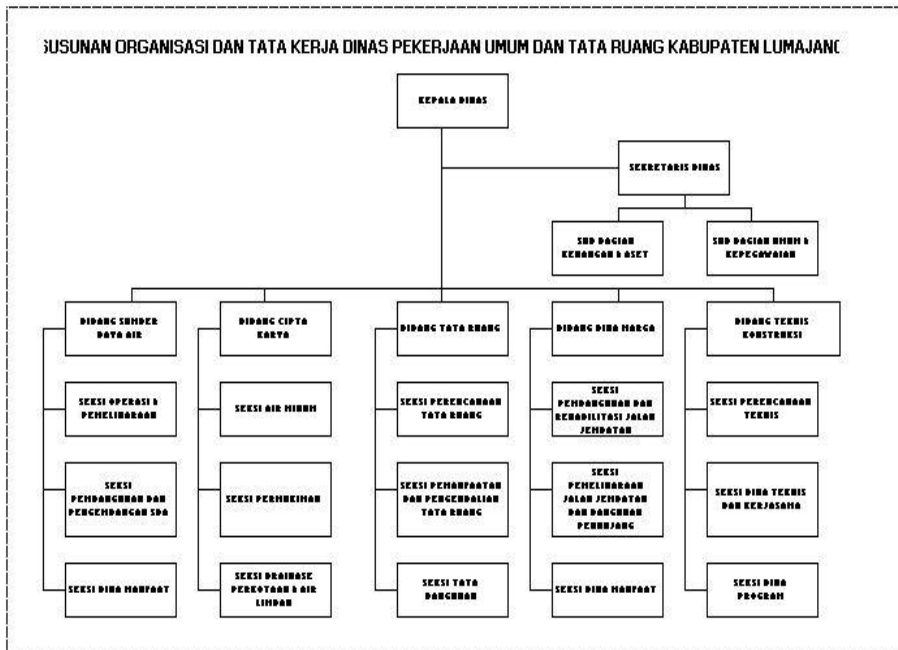 SUSUNAN ORGANISASI DAN TATA KERJA DINAS PEKERJAAN UMUM DAN TATA RUANG KABUPATEN LUMAJANG
KEPALA DINAS
SEKRETARIS DINAS
SUB BAGIAN
KEUANGAN & ASET
SUB BAGIAN UMUM &
KEPEGAWAIAN
BIDANG SUMBER
DAYA AIR
BIDANG CIPTA
KARYA
BIDANG TATA RUANG
BIDANG BINA MARGA
BIDANG TEKNIS
KONSTRUKSI
SEKSI OPERASI &
PEMELIHARAAN
SEKSI AIR MINUM
SEKSI PERENCANAAN
TATA RUANG
SEKSI
PEMBANGUNAN DAN
REHABILITASI JALAN
JEMBATAN
SEKSI PERENCANAAN
TEKNIS
SEKSI
PEMBANGUNAN DAN
PENGEMBANGAN SDA
SEKSI PERMUKIMAN
SEKSI PEMANFAATAN
DAN PENGENDALIAN
TATA RUANG
SEKSI
PEMELIHARAAN
JALAN JEMBATAN
DAN BANGUNAN
PENUNJANG
SEKSI BINA TEKNIS
DAN KERJASAMA
SEKSI BINA MANFAAT
SEKSI DRAINASE
PERKOTAAN & AIR
LIMBAH
SEKSI TATA
BANGUNAN
SEKSI BINA MANFAAT
SEKSI BINA
PROGRAM